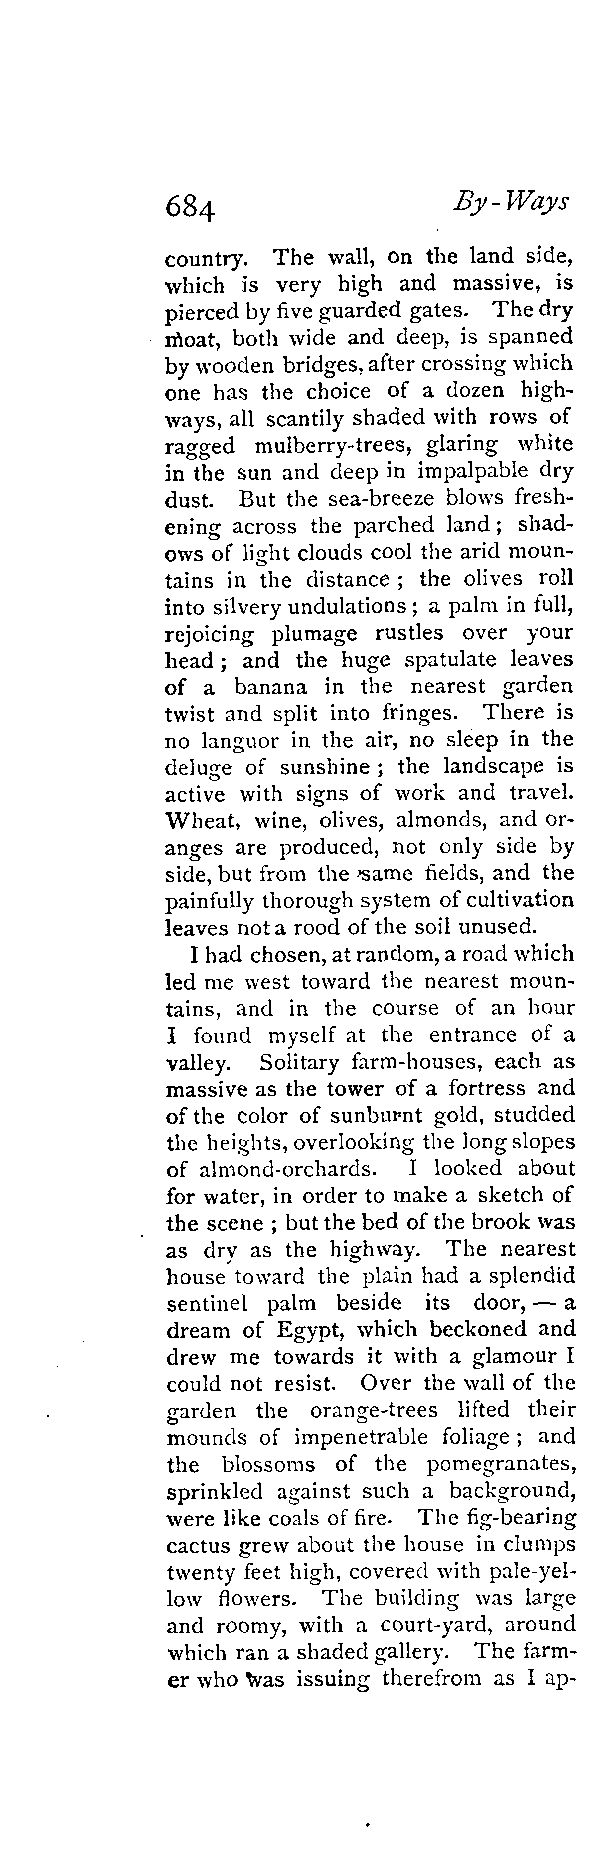 684 By-Ways
country. The wall, on the land side,
which is very high and massive, is
pierced by five guarded gates. The dry
moat, both wide and deep, is spanned
by wooden bridges, after crossing which
one has the choice of a dozen high-
ways, all scantily shaded with rows of
ragged mulberry-trees, glaring white
in the sun and deep in impalpable dry
dust. But the sea-breeze blows fresh-
ening across the parched land; shad-
ows of light clouds cool the arid moun-
tains in the distance; the olives roll
into silvery undulations; a palm in full,
rejoicing plumage rustles over your
head; and the huge spatulate leaves
of a banana in the nearest garden
twist and split into fringes. There is
no languor in the air, no sleep in the
deluge of sunshine; the landscape is
active with signs of work and travel.
Wheat, wine, olives, almonds, and or-
anges are produced, not only side by
side, but from the same fields, and the
painfully thorough system of cultivation
leaves not a rood of the soil unused.
I had chosen, at random, a road which
led me west toward the nearest moun-
tains, and in the course of an hour
I found myself at the entrance of a
valley. Solitary farm-houses, each as
massive as the tower of a fortress and
of the color of sunburnt gold, studded
the heights, overlooking the long slopes
of almond-orchards. I looked about
for water, in order to make a sketch of
the scene; but the bed of the brook was
as dry as the highway. The nearest
house toward the plain had a splendid
sentinel palm beside its door, — a
dream of Egypt, which beckoned and
drew me towards it with a glamour I
could not resist. Over the wall of the
garden the orange-trees lifted their
mounds of impenetrable foliage; and
the blossoms of the pomegranates,
sprinkled against such a background,
were like coals of fire. The fig-bearing
cactus grew about the house in clumps
twenty feet high, covered with pale-yel-
low flowers. The building was large
and roomy, with a court-yard, around
which ran a shaded gallery. The farm-
er who was issuing therefrom as I ap-